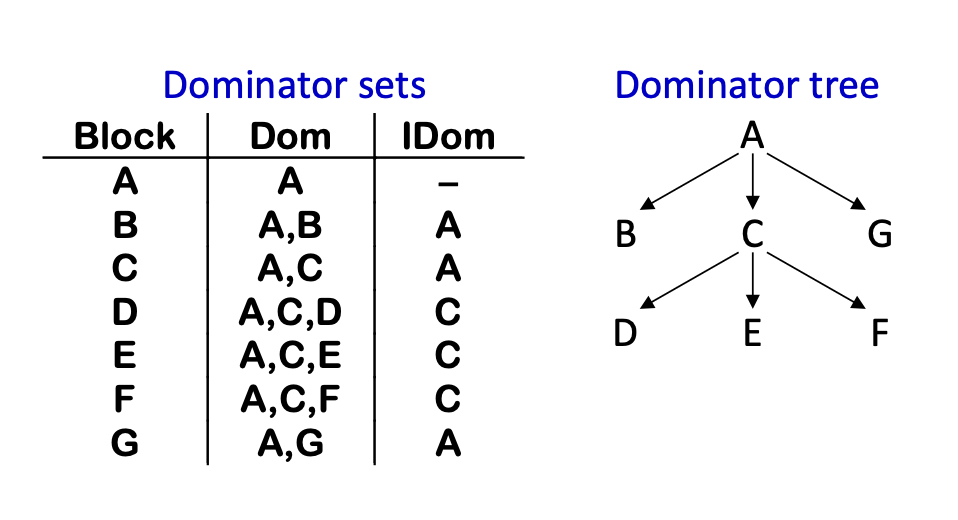 Dominator sets
Block Dom IDom
A A –
B A,B A
C A,C A
D A,C,D C
E A,C,E C
F A,C,F C
G A,G A
Dominator tree
A
B C G
D E F